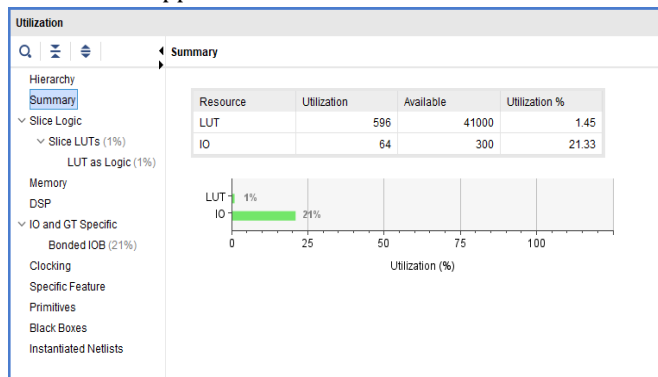 Utilization
Summary
Hierarchy
Summary
Slice Logic
Slice LUTs (1%)
LUT as Logic (1%)
Memory
DSP
IO and GT Specific
Bonded IOB (21%)
Clocking
Specific Feature
Primitives
Black Boxes
Instantiated Netlists
Resource Utilization Available Utilization %
LUT 596 41000 1.45
IO 64 300 21.33
LUT 1%
IO 21%
0 25 50 75 100
Utilization (%)